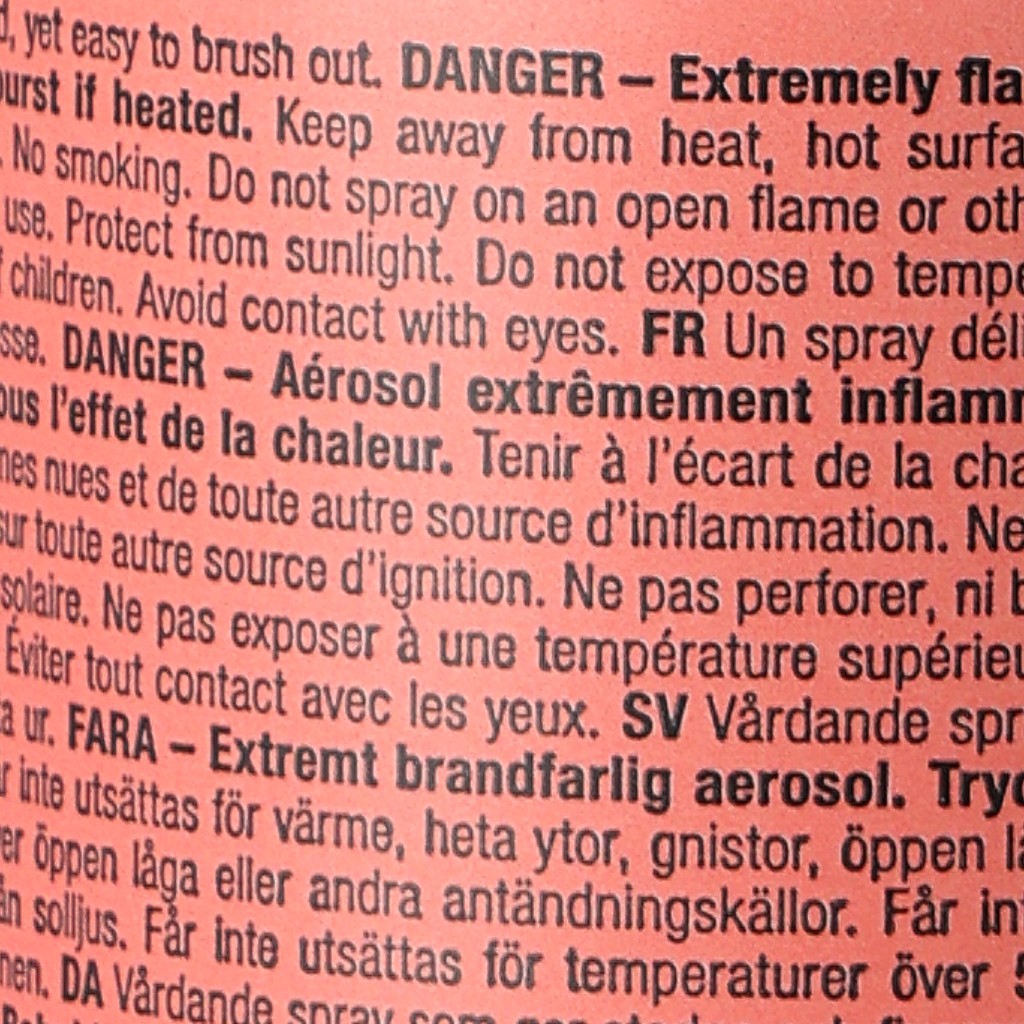 yet easy to brush out. DANGER – Extremely fla
burst if heated. Keep away from heat, hot surfa
. No smoking. Do not spray on an open flame or oth
use. Protect from sunlight. Do not expose to tempe
children. Avoid contact with eyes. FR Un spray déli
sse. DANGER – Aérosol extrêmement inflamm
ous l'effet de la chaleur. Tenir à l'écart de la cha
nes nues et de toute autre source d'inflammation. Ne
sur toute autre source d'ignition. Ne pas perforer, ni b
solaire. Ne pas exposer à une température supérieu
Éviter tout contact avec les yeux. SV Vårdande spr
a ur. FARA – Extremt brandfarlig aerosol. Tryc
r inte utsättas för värme, heta ytor, gnistor, öppen lå
er öppen låga eller andra antändningskällor. Får int
ån solljus. Får inte utsättas för temperaturer över 5
nen. DA Vårdande spray som